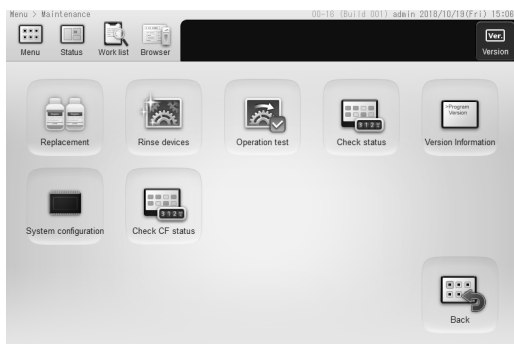 Menu > Maintenance
00-16 (Build 001) admin 2018/10/19(Fri) 15:06
Menu
Status
Work list
Browser
Ver.
Version
Replacement
Rinse devices
Operation test
Check status
>Program
Version
Version Information
System configuration
Check CF status
Back